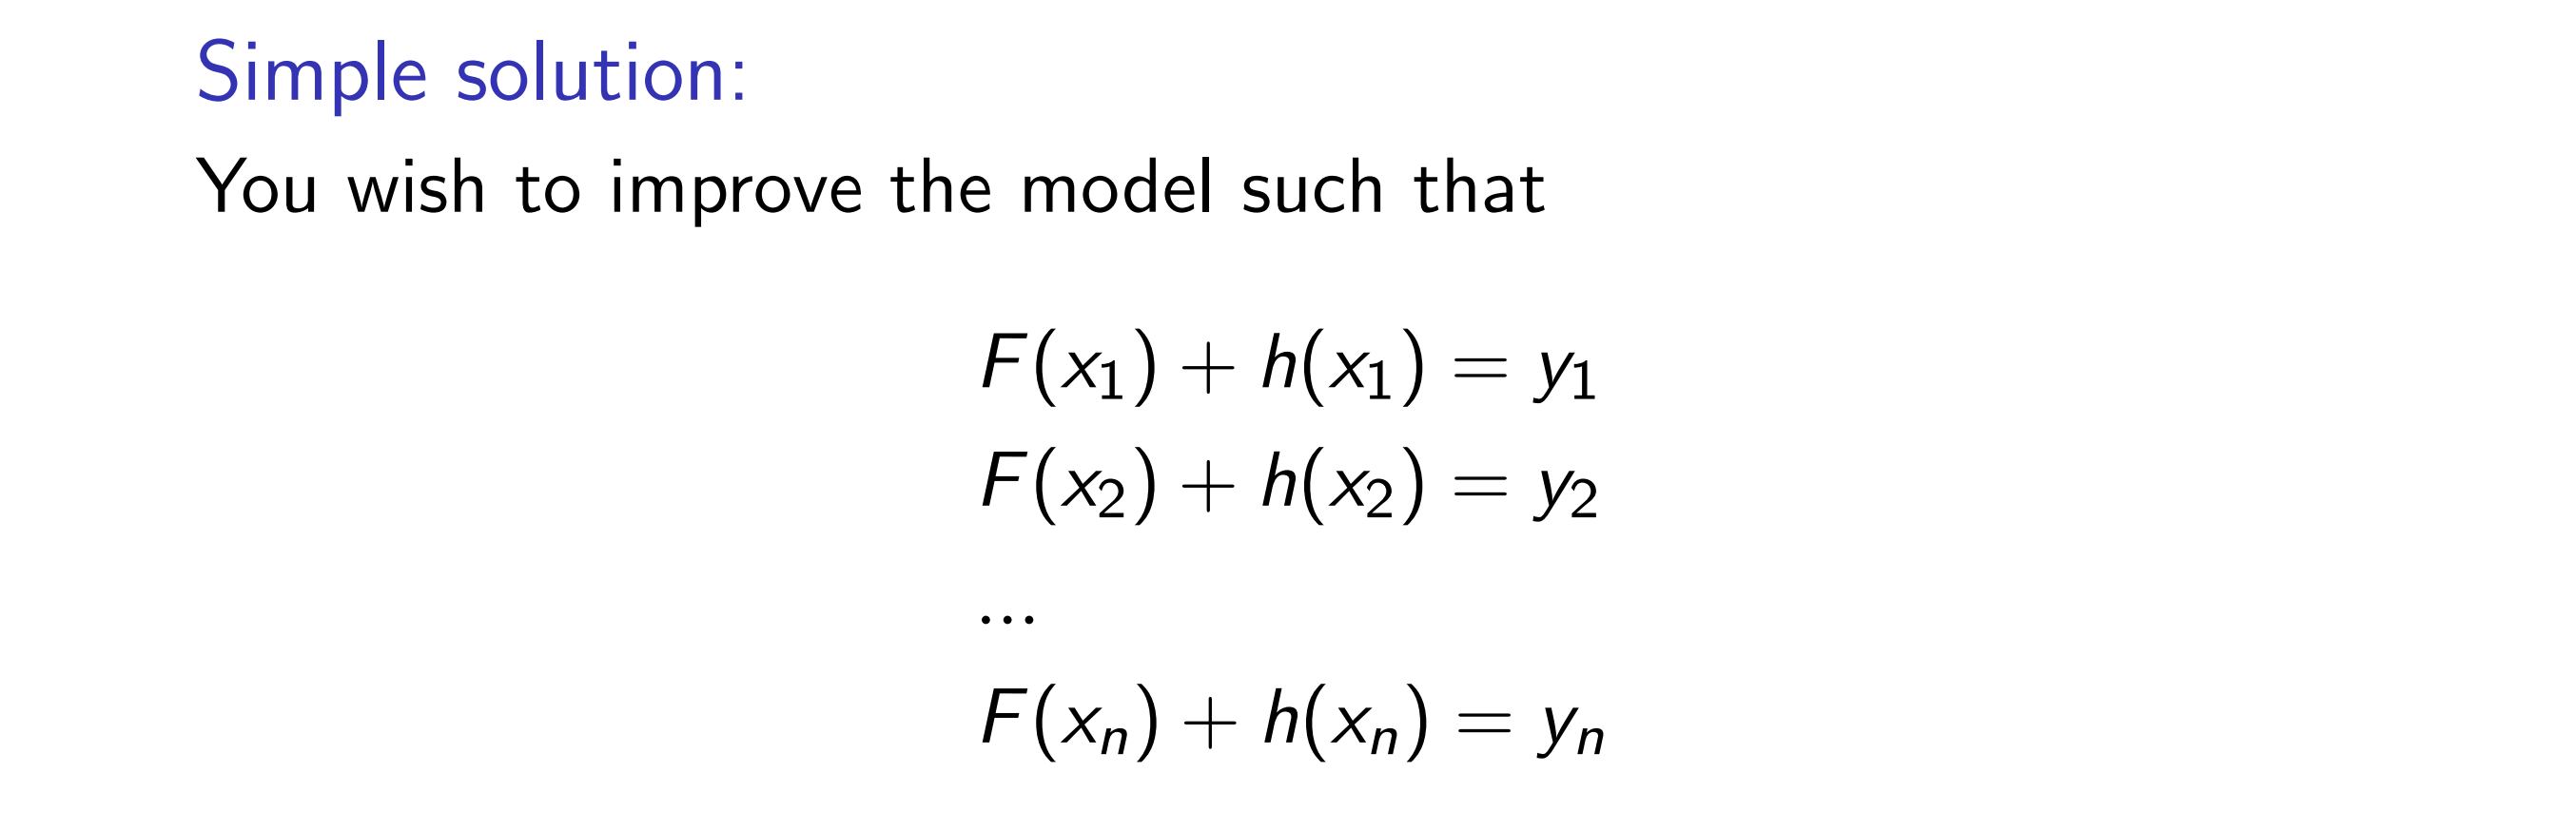 Simple solution:
You wish to improve the model such that
F(x₁) + h(x₁) = y₁
F(x₂) + h(x₂) = y₂
...
F(xₙ) + h(xₙ) = yₙ